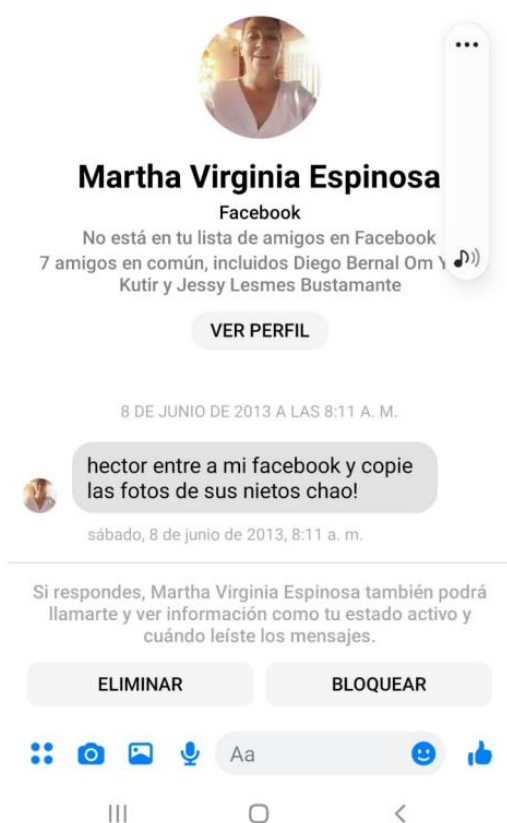 Martha Virginia Espinosa
Facebook
No está en tu lista de amigos en Facebook
7 amigos en común, incluidos Diego Bernal Om
Kutir y Jessy Lesmes Bustamante
VER PERFIL
8 DE JUNIO DE 2013 A LAS 8:11 A. M.
hector entre a mi facebook y copie
las fotos de sus nietos chao!
sábado, 8 de junio de 2013, 8:11 a. m.
Si respondes, Martha Virginia Espinosa también podrá
llamarte y ver información como tu estado activo y
cuándo leíste los mensajes.
ELIMINAR
BLOQUEAR
Aa